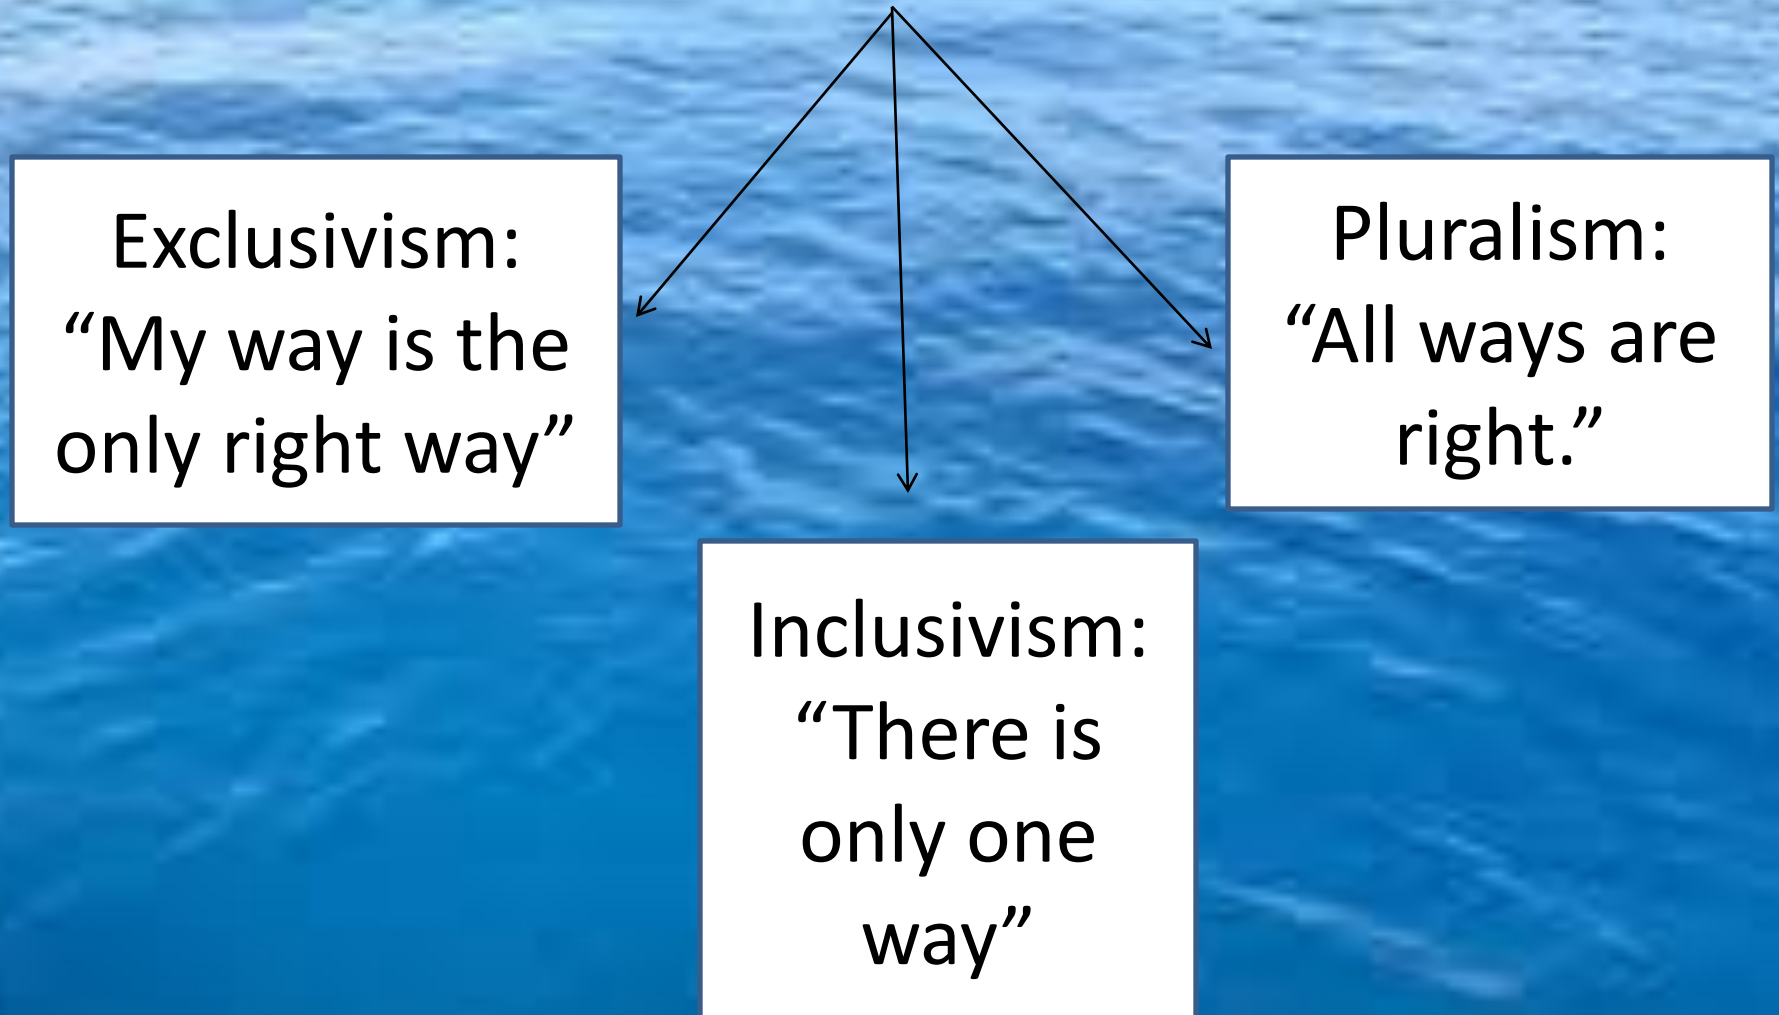 Exclusivism:
“My way is the
only right way”
Pluralism:
“All ways are
right.”
Inclusivism:
“There is
only one
way”